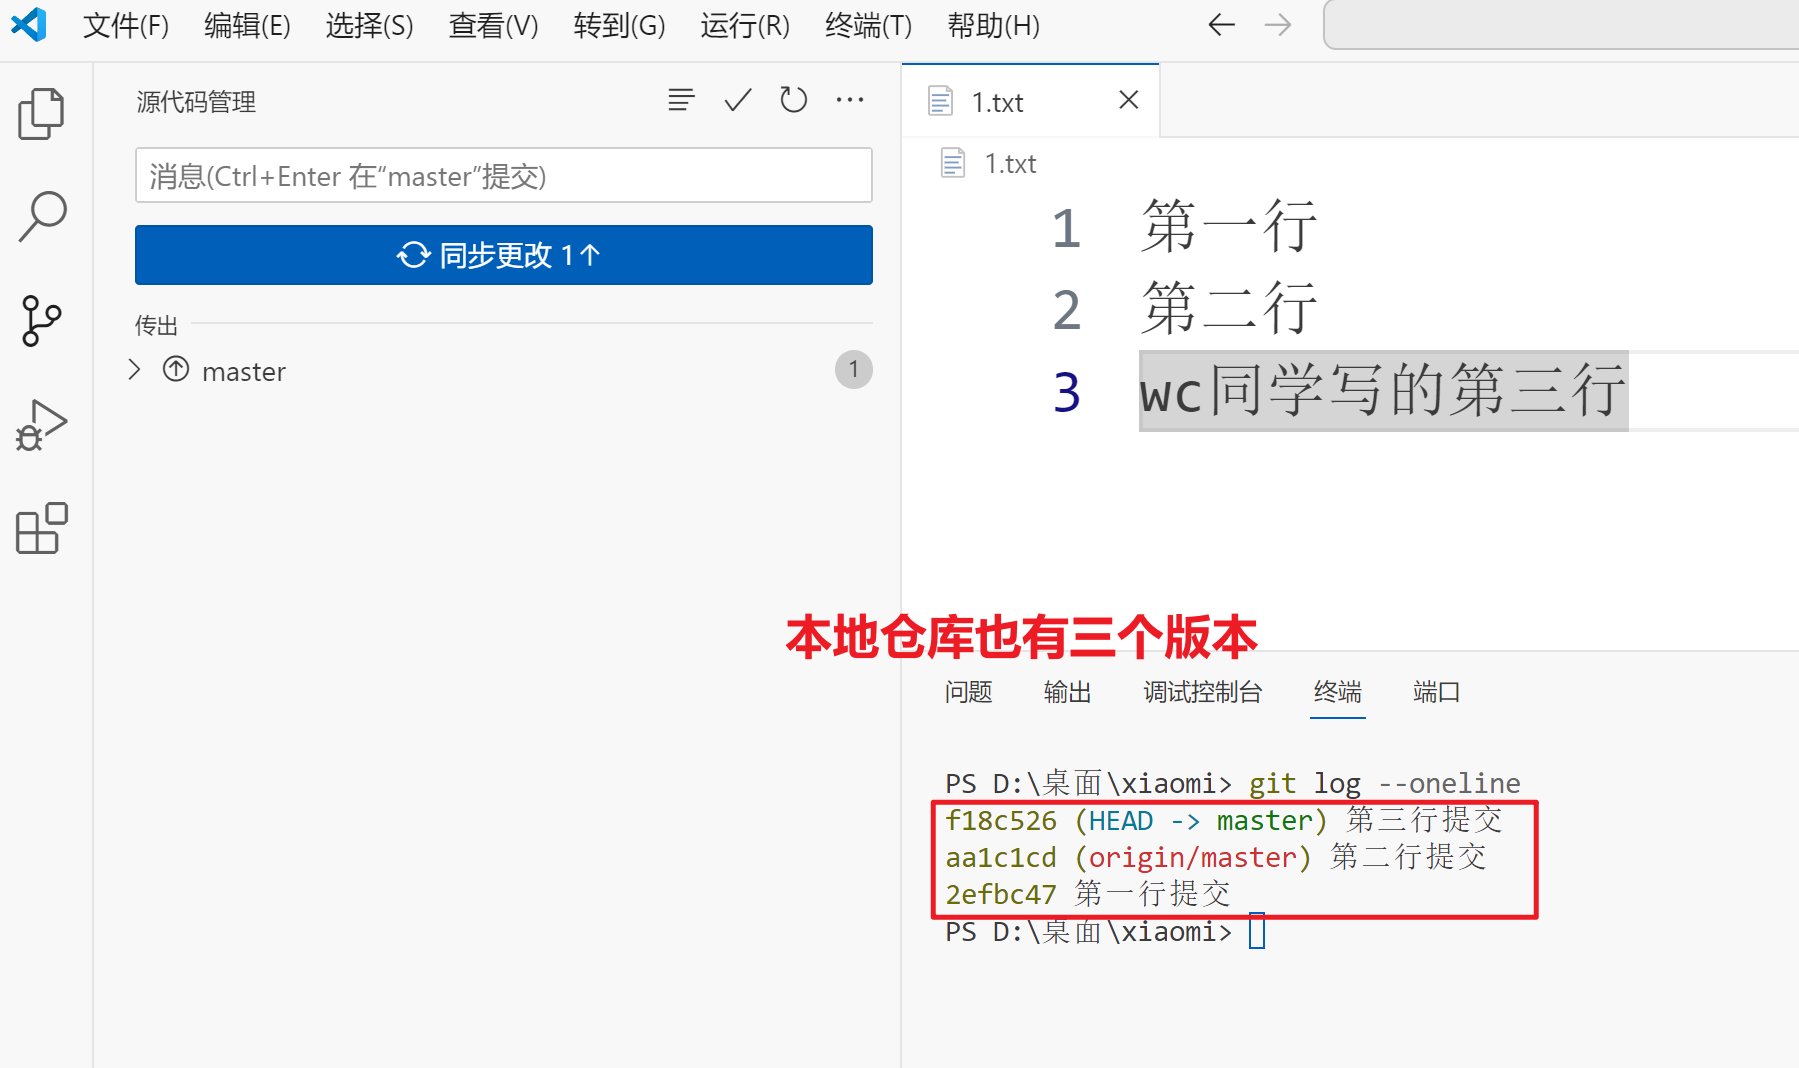 文件(F) 编辑(E) 选择(S) 查看(V) 转到(G) 运行(R) 终端(T) 帮助(H)
源代码管理
消息(Ctrl+Enter 在“master”提交)
同步更改 1↑
传出
master 1
1.txt
1.txt
1 第一行
2 第二行
3 wc同学写的第三行
本地仓库也有三个版本
问题 输出 调试控制台 终端 端口
PS D:\桌面\xiaomi> git log --oneline
f18c526 (HEAD -> master) 第三行提交
aa1c1cd (origin/master) 第二行提交
2efbc47 第一行提交
PS D:\桌面\xiaomi>